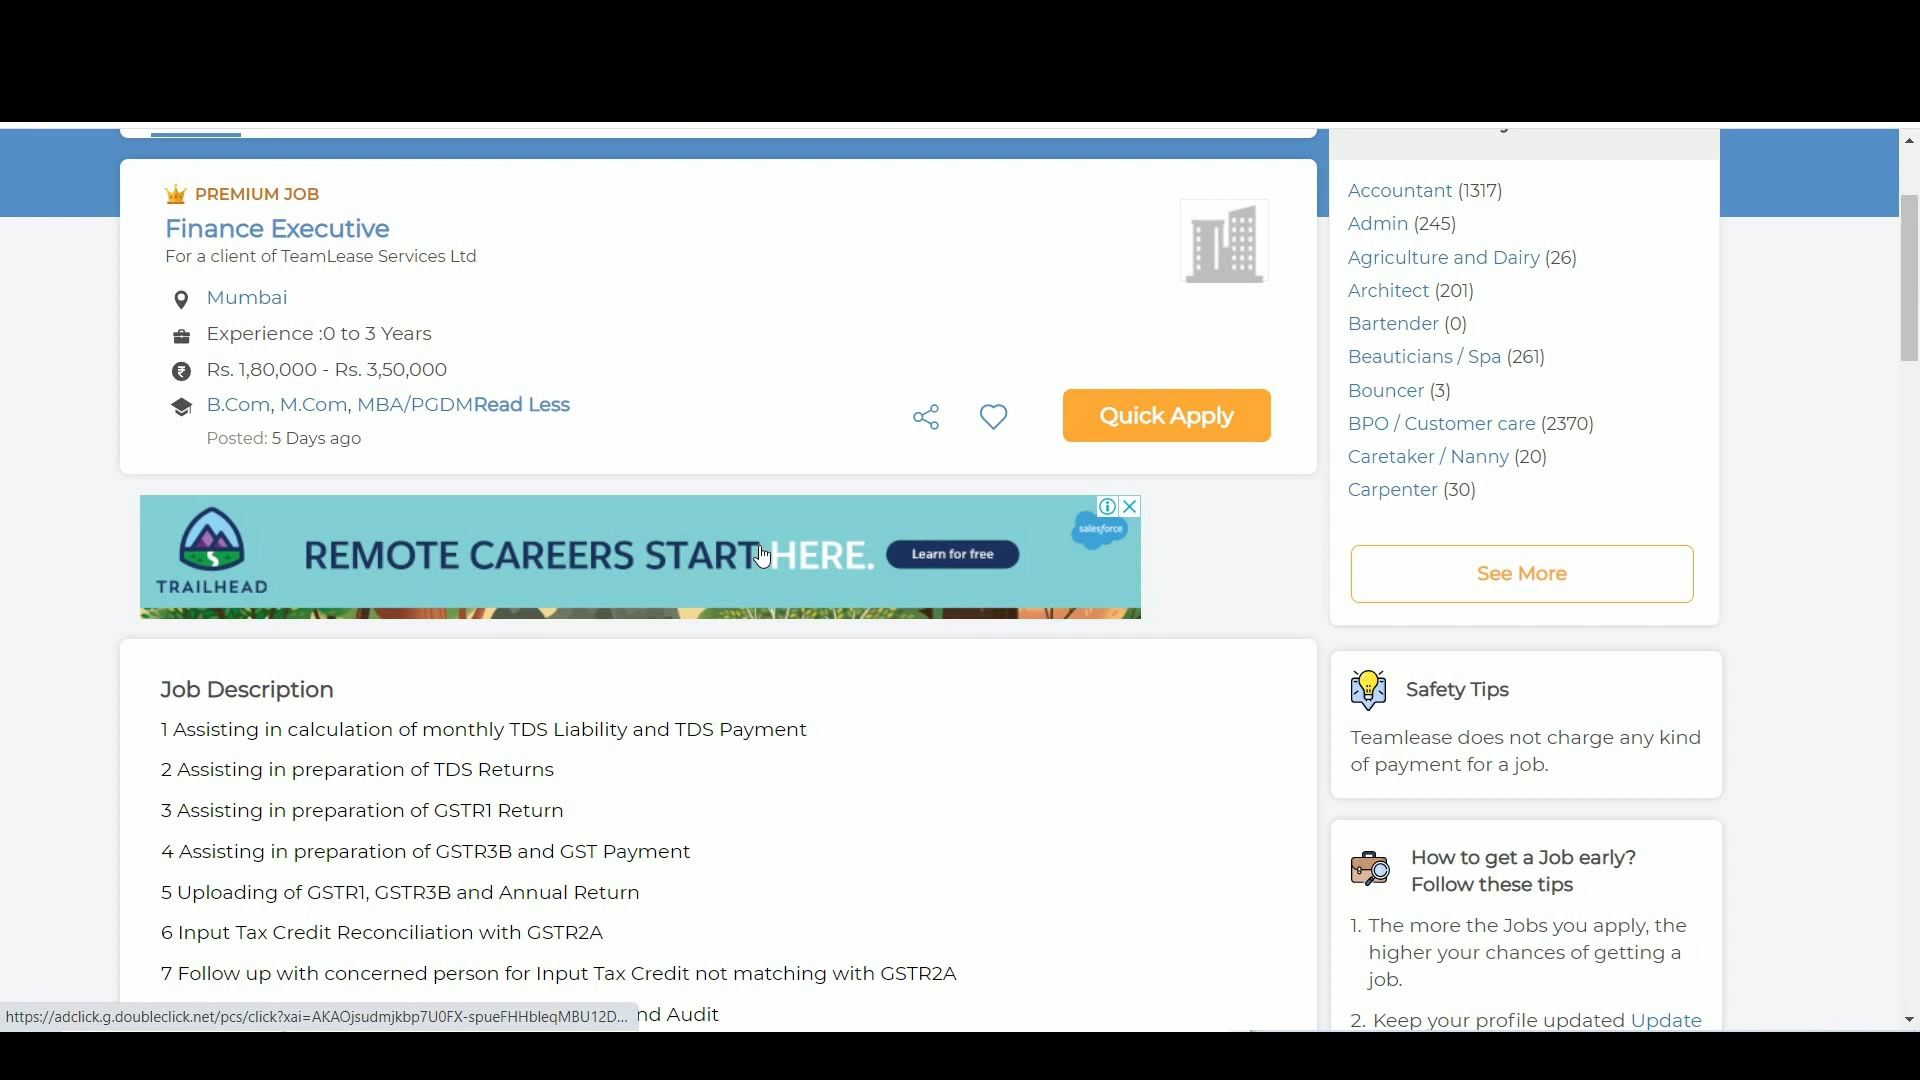 PREMIUM JOB
Finance Executive
For a client of TeamLease Services Ltd
Mumbai
Experience :0 to 3 Years
Rs. 1,80,000 - Rs. 3,50,000
B.Com, M.Com, MBA/PGDMRead Less
Posted: 5 Days ago
Quick Apply
TRAILHEAD
REMOTE CAREERS START HERE.
Learn for free
salesforce
Job Description
1 Assisting in calculation of monthly TDS Liability and TDS Payment
2 Assisting in preparation of TDS Returns
3 Assisting in preparation of GSTR1 Return
4 Assisting in preparation of GSTR3B and GST Payment
5 Uploading of GSTR1, GSTR3B and Annual Return
6 Input Tax Credit Reconciliation with GSTR2A
7 Follow up with concerned person for Input Tax Credit not matching with GSTR2A
nd Audit
https://adclick.g.doubleclick.net/pcs/click?xai=AKAOjsudmjkbp7U0FX-spueFHHbleqMBU12D...
Accountant (1317)
Admin (245)
Agriculture and Dairy (26)
Architect (201)
Bartender (0)
Beauticians / Spa (261)
Bouncer (3)
BPO / Customer care (2370)
Caretaker / Nanny (20)
Carpenter (30)
See More
Safety Tips
Teamlease does not charge any kind
of payment for a job.
How to get a Job early?
Follow these tips
1. The more the Jobs you apply, the
higher your chances of getting a
job.
2. Keep your profile updated Update